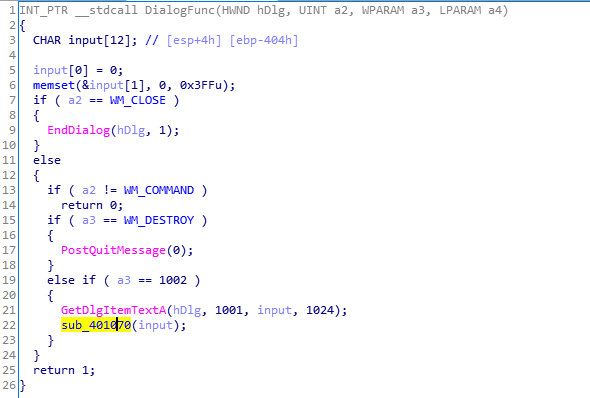 1 INT_PTR __stdcall DialogFunc(HWND hDlg, UINT a2, WPARAM a3, LPARAM a4)
2 {
3   CHAR input[12]; // [esp+4h] [ebp-404h]
4
5   input[0] = 0;
6   memset(&input[1], 0, 0x3FFu);
7   if ( a2 == WM_CLOSE )
8   {
9     EndDialog(hDlg, 1);
10   }
11   else
12   {
13     if ( a2 != WM_COMMAND )
14       return 0;
15     if ( a3 == WM_DESTROY )
16     {
17       PostQuitMessage(0);
18     }
19     else if ( a3 == 1002 )
20     {
21       GetDlgItemTextA(hDlg, 1001, input, 1024);
22       sub_401070(input);
23     }
24   }
25   return 1;
26 }